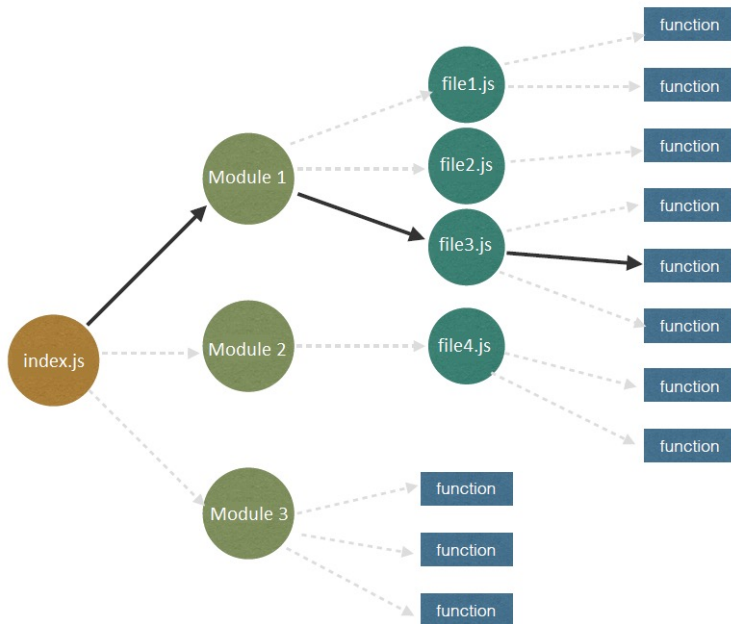 function
file1.js
function
file2.js
function
Module 1
function
file3.js
function
function
file4.js
Module 2
index.js
function
function
function
Module 3
function
function